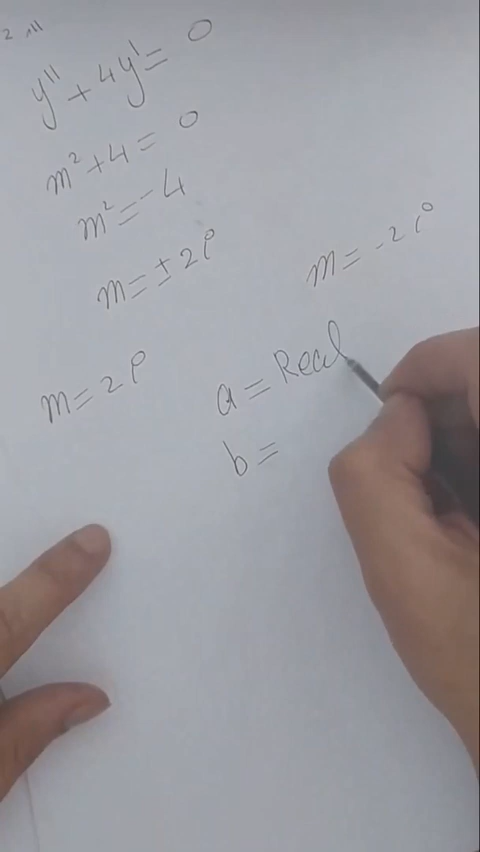 y'' + 4y' = 0
m² + 4 = 0
m² = -4
m = ± 2i
m = -2i
m = 2i
a = Real
b =